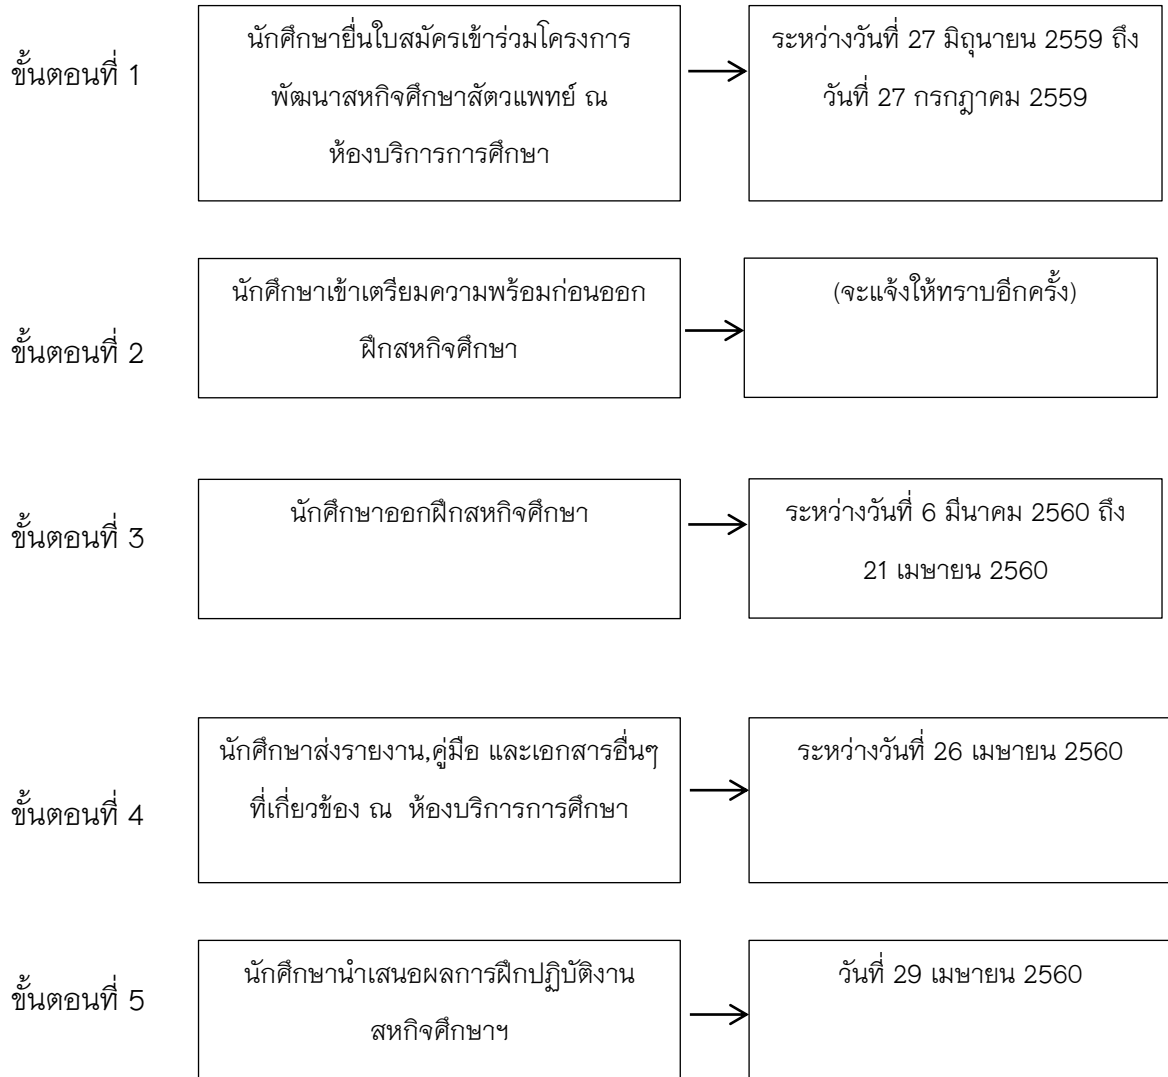 นักศึกษายื่นใบสมัครเข้าร่วมโครงการ
พัฒนาสหกิจศึกษาสัตวแพทย์ ณ
ห้องบริการการศึกษา
ระหว่างวันที่ 27 มิถุนายน 2559 ถึง
วันที่ 27 กรกฎาคม 2559
ขั้นตอนที่ 1
นักศึกษาเข้าเตรียมความพร้อมก่อนออก
ฝึกสหกิจศึกษา
(จะแจ้งให้ทราบอีกครั้ง)
ขั้นตอนที่ 2
นักศึกษาออกฝึกสหกิจศึกษา
ระหว่างวันที่ 6 มีนาคม 2560 ถึง
21 เมษายน 2560
ขั้นตอนที่ 3
นักศึกษาส่งรายงาน,คู่มือ และเอกสารอื่นๆ
ที่เกี่ยวข้อง ณ ห้องบริการการศึกษา
ระหว่างวันที่ 26 เมษายน 2560
ขั้นตอนที่ 4
นักศึกษานำเสนอผลการฝึกปฏิบัติงาน
สหกิจศึกษาฯ
วันที่ 29 เมษายน 2560
ขั้นตอนที่ 5